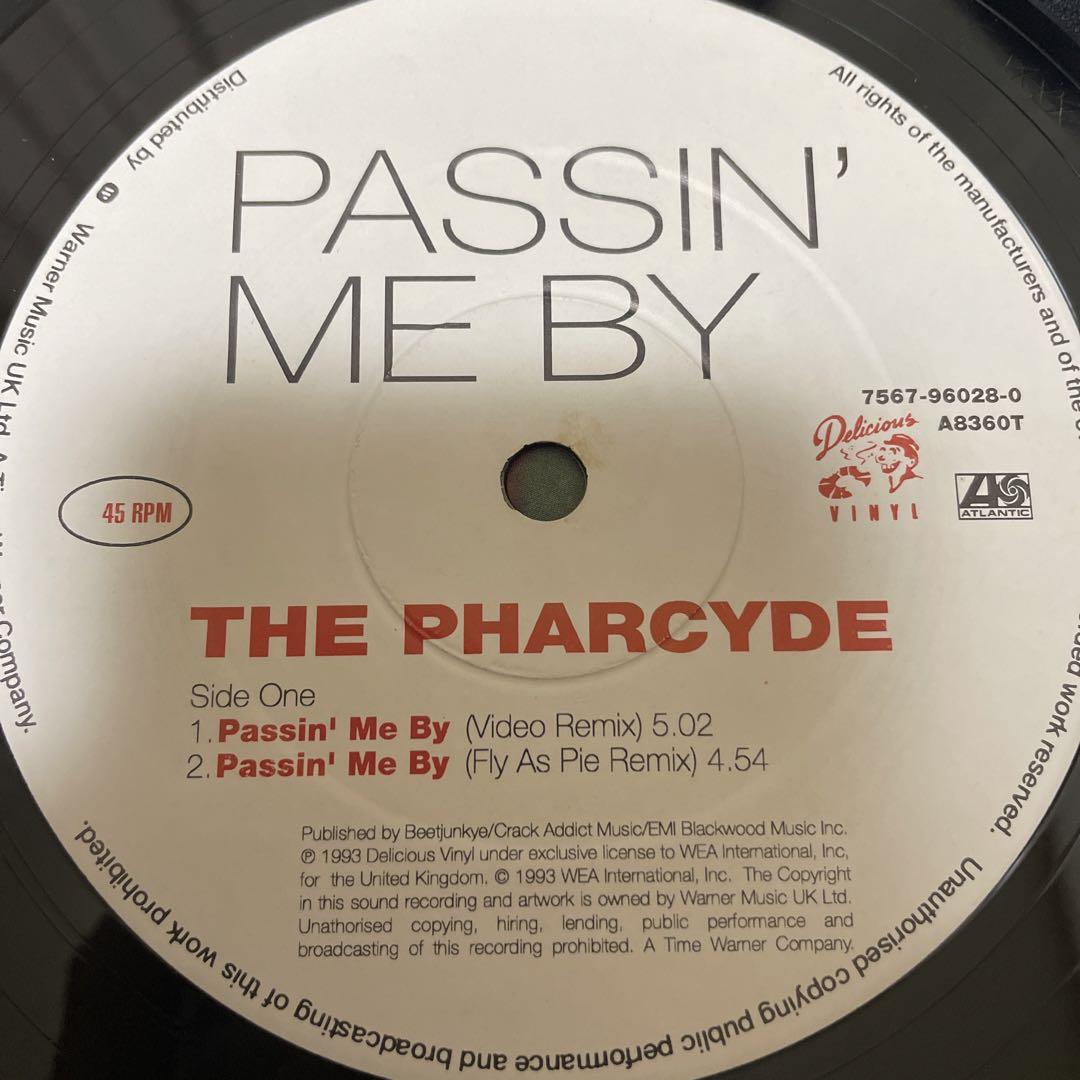 PASSIN'
ME BY
7567-96028-0
A8360T
Delicious
VINYL
ATLANTIC
45 RPM
THE PHARCYDE
Side One
1. Passin' Me By (Video Remix) 5.02
2. Passin' Me By (Fly As Pie Remix) 4.54
Published by Beetjunkye/Crack Addict Music/EMI Blackwood Music Inc.
℗ 1993 Delicious Vinyl under exclusive license to WEA International, Inc,
for the United Kingdom. © 1993 WEA International, Inc. The Copyright
in this sound recording and artwork is owned by Warner Music UK Ltd.
Unathorised copying, hiring, lending, public performance and
broadcasting of this recording prohibited. A Time Warner Company.
All rights of the manufacturers and of the work reserved.
Unauthorised copying public performance and broadcasting of this work prohibited.
Distributed by Warner Music UK Ltd. A Company.